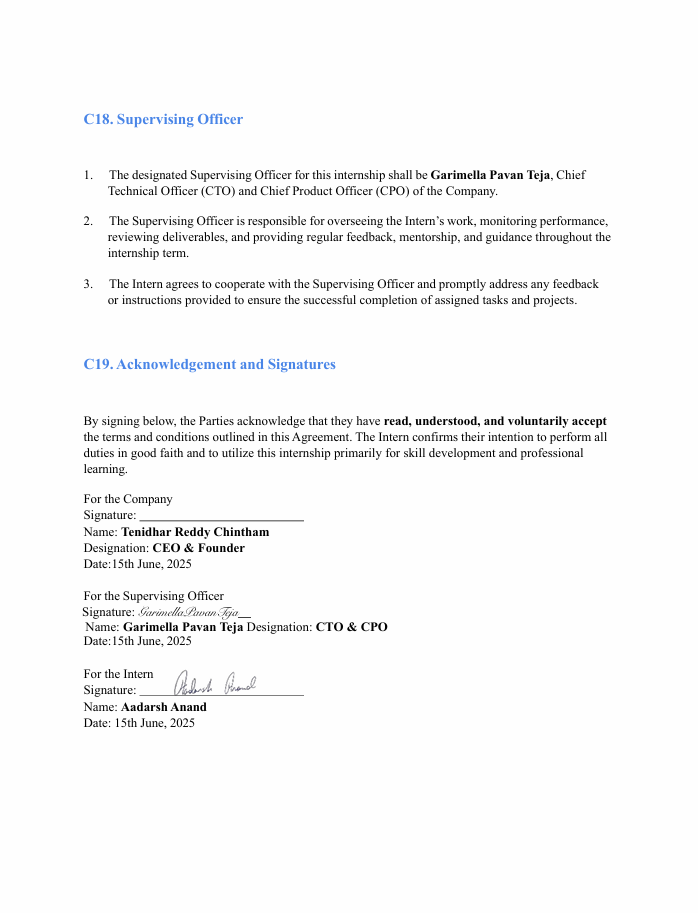 C18. Supervising Officer
1. The designated Supervising Officer for this internship shall be Garimella Pavan Teja, Chief
Technical Officer (CTO) and Chief Product Officer (CPO) of the Company.
2. The Supervising Officer is responsible for overseeing the Intern’s work, monitoring performance,
reviewing deliverables, and providing regular feedback, mentorship, and guidance throughout the
internship term.
3. The Intern agrees to cooperate with the Supervising Officer and promptly address any feedback
or instructions provided to ensure the successful completion of assigned tasks and projects.
C19. Acknowledgement and Signatures
By signing below, the Parties acknowledge that they have read, understood, and voluntarily accept
the terms and conditions outlined in this Agreement. The Intern confirms their intention to perform all
duties in good faith and to utilize this internship primarily for skill development and professional
learning.
For the Company
Signature: __________________________
Name: Tenidhar Reddy Chintham
Designation: CEO & Founder
Date:15th June, 2025
For the Supervising Officer
Signature: GarimellaPavanTeja__
Name: Garimella Pavan Teja Designation: CTO & CPO
Date:15th June, 2025
For the Intern
Signature: Aadarsh Anand
Name: Aadarsh Anand
Date: 15th June, 2025